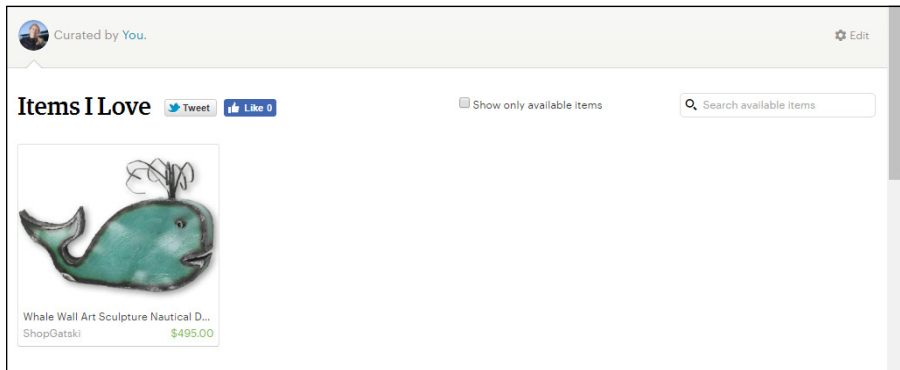 Curated by You.
Edit
Items I Love
Tweet
Like 0
Show only available items
Search available items
Whale Wall Art Sculpture Nautical D...
ShopGatski
$495.00